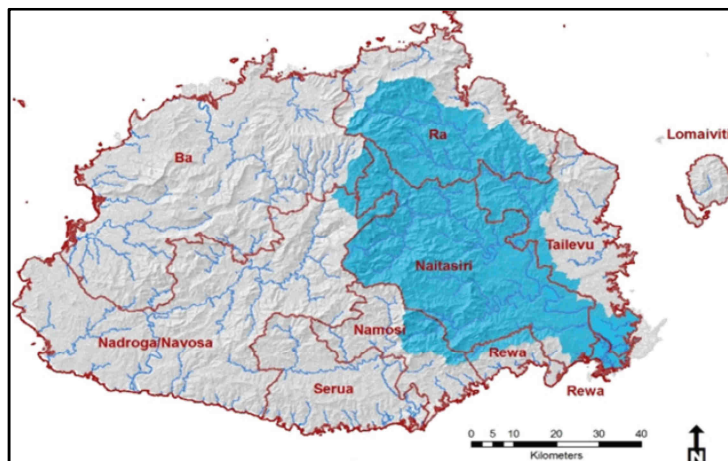 Lomaiviti
Ra
Ba
Tailevu
Naitasiri
Namosi
Nadroga/Navosa
Rewa
Serua
Rewa
0 5 10 20 30 40
Kilometers
N